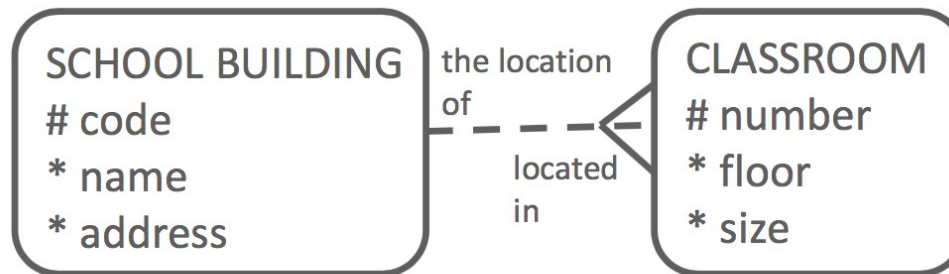 SCHOOL BUILDING
# code
* name
* address
the location
of
located
in
CLASSROOM
# number
* floor
* size